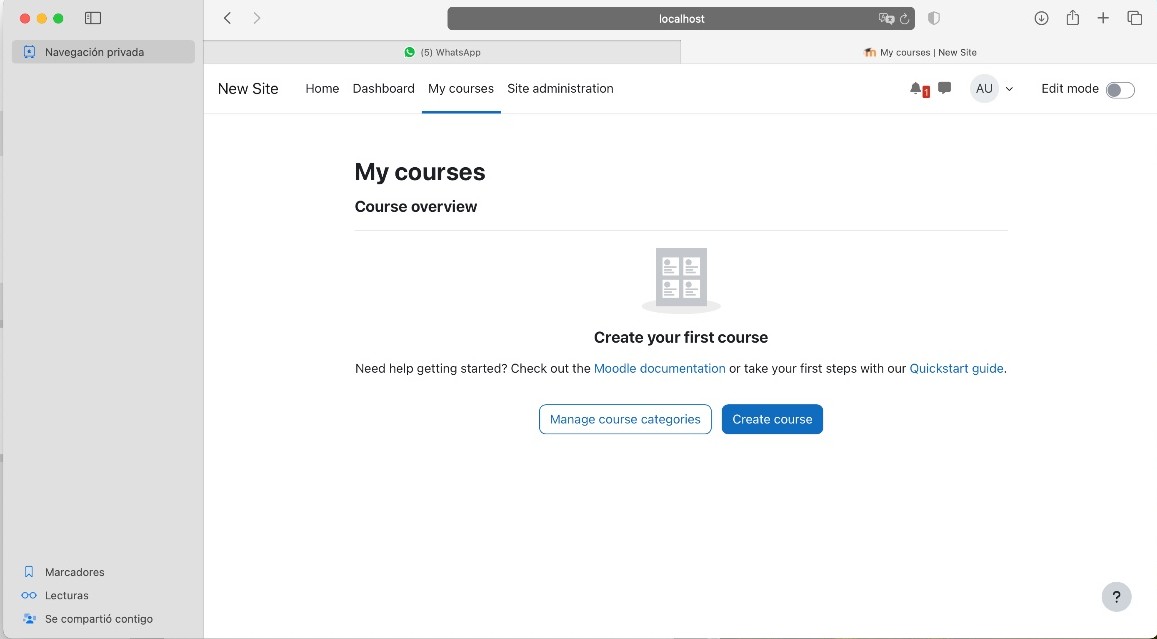 localhost
Navegación privada
(5) WhatsApp
My courses | New Site
New Site
Home
Dashboard
My courses
Site administration
1
AU
Edit mode
My courses
Course overview
Create your first course
Need help getting started? Check out the Moodle documentation or take your first steps with our Quickstart guide.
Manage course categories
Create course
Marcadores
Lecturas
Se compartió contigo
?